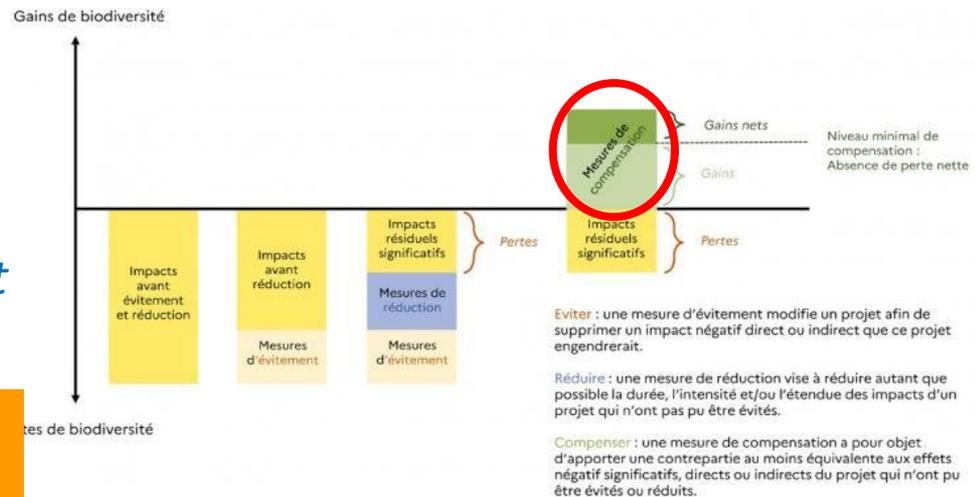 Gains de biodiversité
Mesures de
compensation
Gains nets
Gains
Niveau minimal de
compensation :
Absence de perte nette
Impacts
avant
évitement
et réduction
Impacts
avant
réduction
Mesures
d'évitement
Impacts
résiduels
significatifs
Mesures de
réduction
Mesures
d'évitement
Pertes
Impacts
résiduels
significatifs
Pertes
t
tes de biodiversité
Eviter : une mesure d'évitement modifie un projet afin de
supprimer un impact négatif direct ou indirect que ce projet
engendrerait.
Réduire : une mesure de réduction vise à réduire autant que
possible la durée, l'intensité et/ou l'étendue des impacts d'un
projet qui n'ont pas pu être évités.
Compenser : une mesure de compensation a pour objet
d'apporter une contrepartie au moins équivalente aux effets
négatif significatifs, directs ou indirects du projet qui n'ont pu
être évités ou réduits.